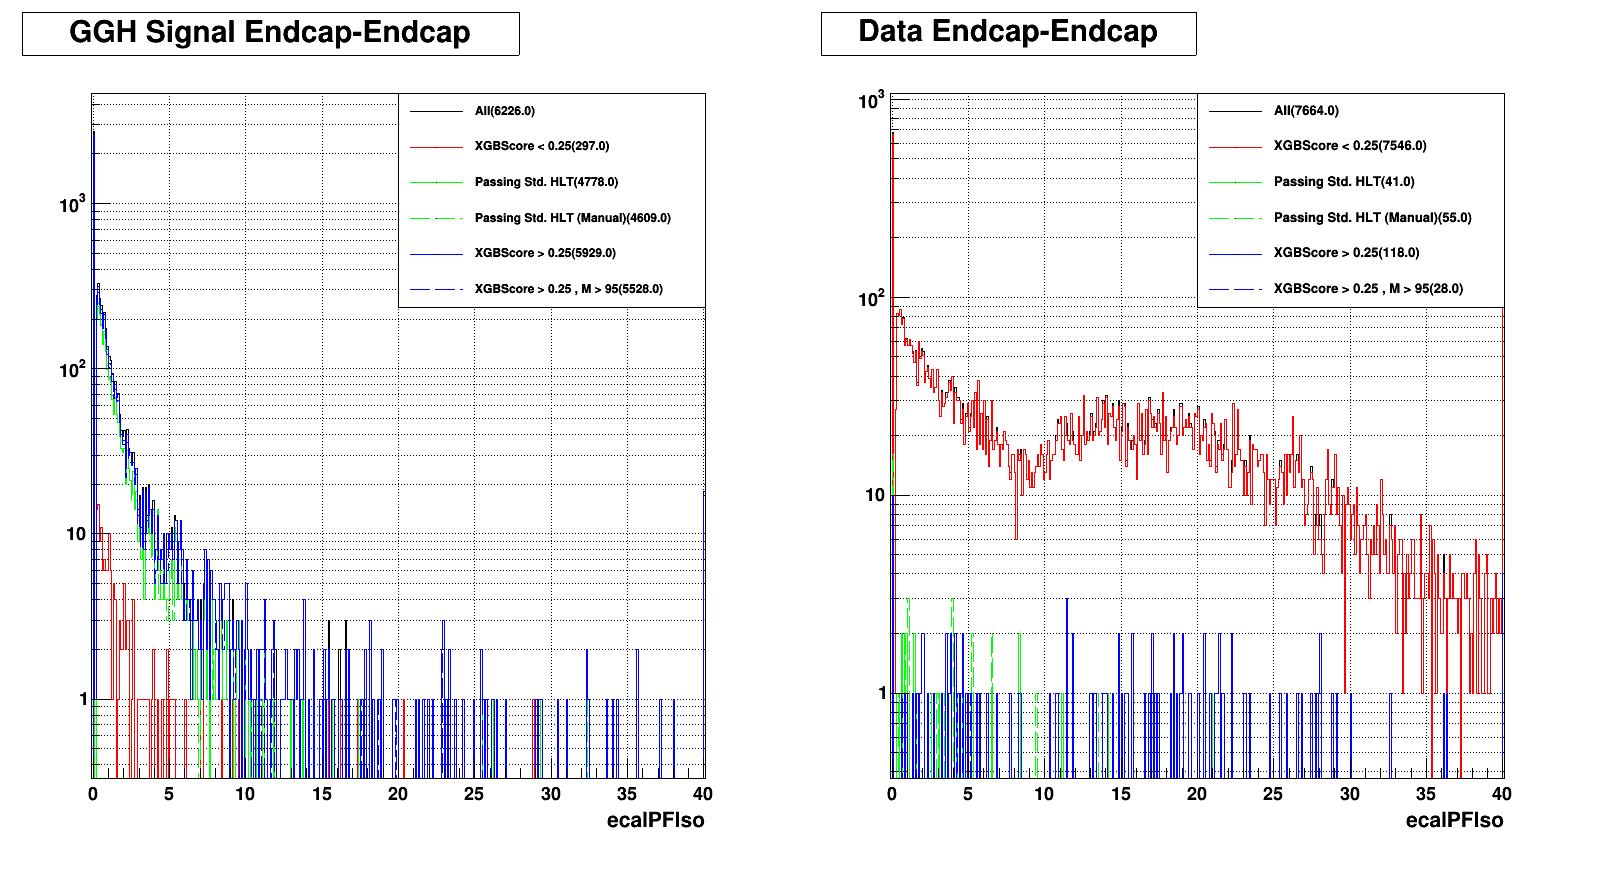 GGH Signal Endcap-Endcap
All(6226.0)
XGBScore < 0.25(297.0)
Passing Std. HLT(4778.0)
Passing Std. HLT (Manual)(4609.0)
XGBScore > 0.25(5929.0)
XGBScore > 0.25 , M > 95(5528.0)
10^3
10^2
10
1
0 5 10 15 20 25 30 35 40
ecalPFIso
Data Endcap-Endcap
All(7664.0)
XGBScore < 0.25(7546.0)
Passing Std. HLT(41.0)
Passing Std. HLT (Manual)(55.0)
XGBScore > 0.25(118.0)
XGBScore > 0.25 , M > 95(28.0)
10^3
10^2
10
1
0 5 10 15 20 25 30 35 40
ecalPFIso